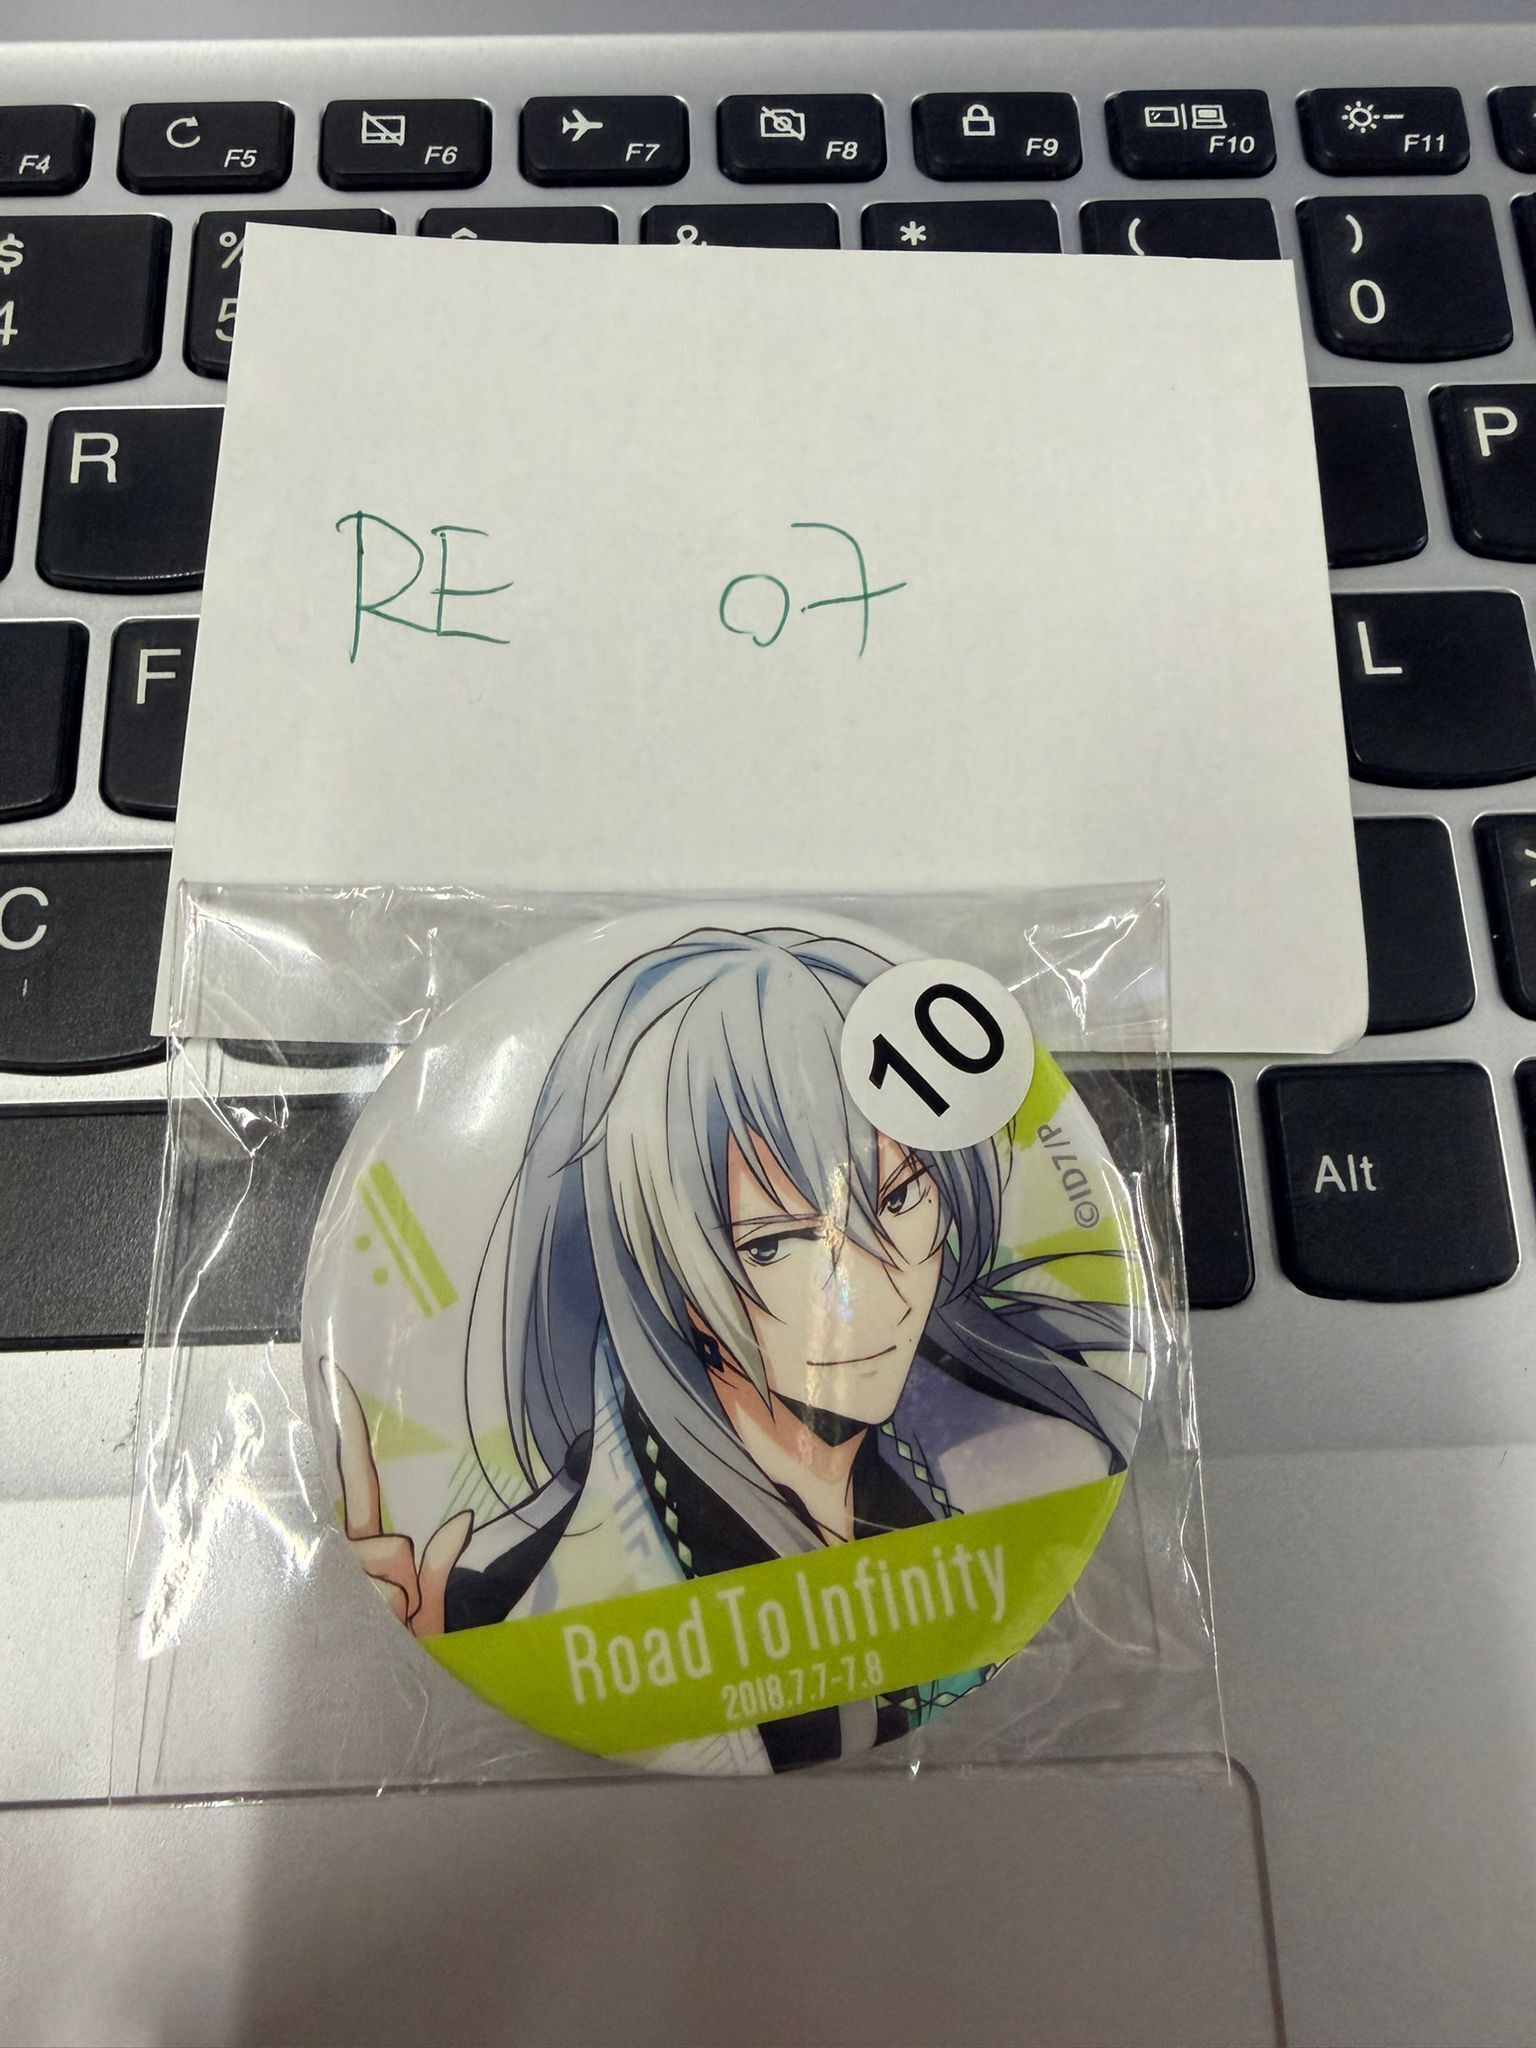 F4 F5 F6 F7 F8 F9 F10 F11
$ % ^ & * ( )
4 5 0
R P
RE 07
F L
C
10
©ID7/P
Alt
Road To Infinity
2018.7.7-7.8